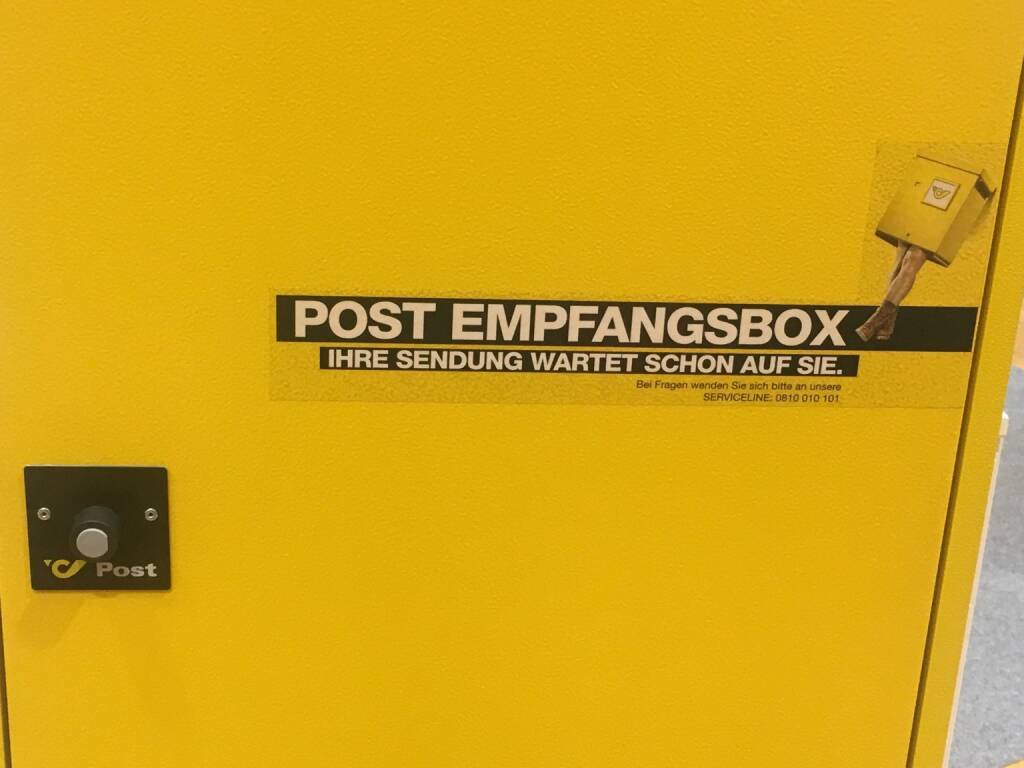 POST EMPFANGSBOX
IHRE SENDUNG WARTET SCHON AUF SIE.
Bei Fragen wenden Sie sich bitte an unsere
SERVICELINE: 0810 010 101
Post